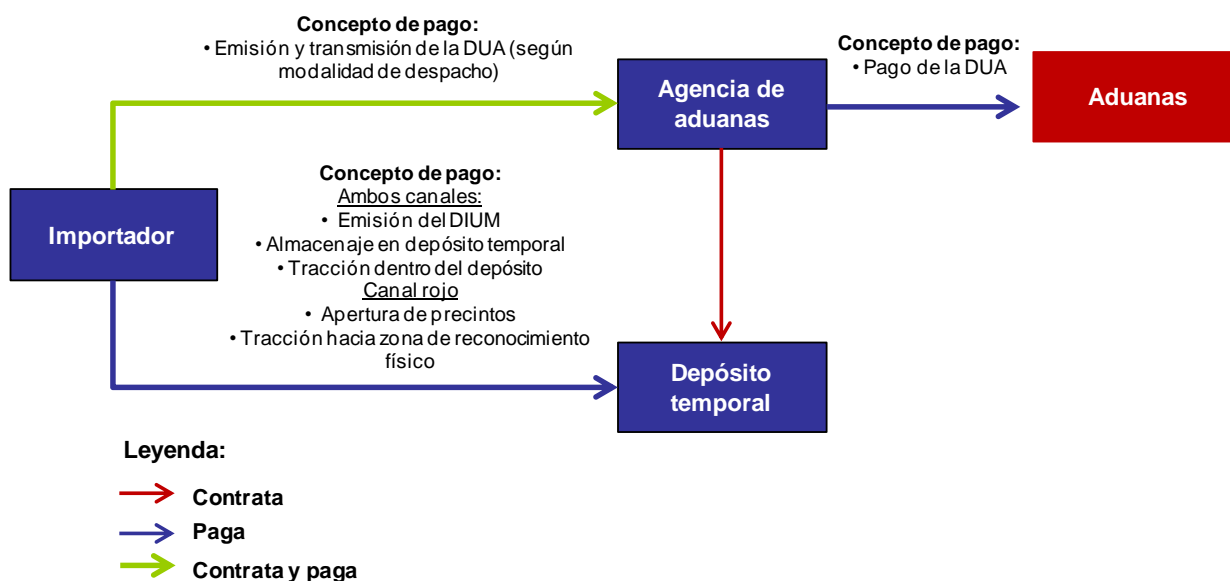 Concepto de pago:
• Emisión y transmisión de la DUA (según
modalidad de despacho)
Concepto de pago:
• Pago de la DUA
Agencia de
aduanas
Aduanas
Importador
Concepto de pago:
Ambos canales:
• Emisión del DIUM
• Almacenaje en depósito temporal
• Tracción dentro del depósito
Canal rojo
• Apertura de precintos
• Tracción hacia zona de reconocimiento
físico
Depósito
temporal
Leyenda:
Contrata
Paga
Contrata y paga